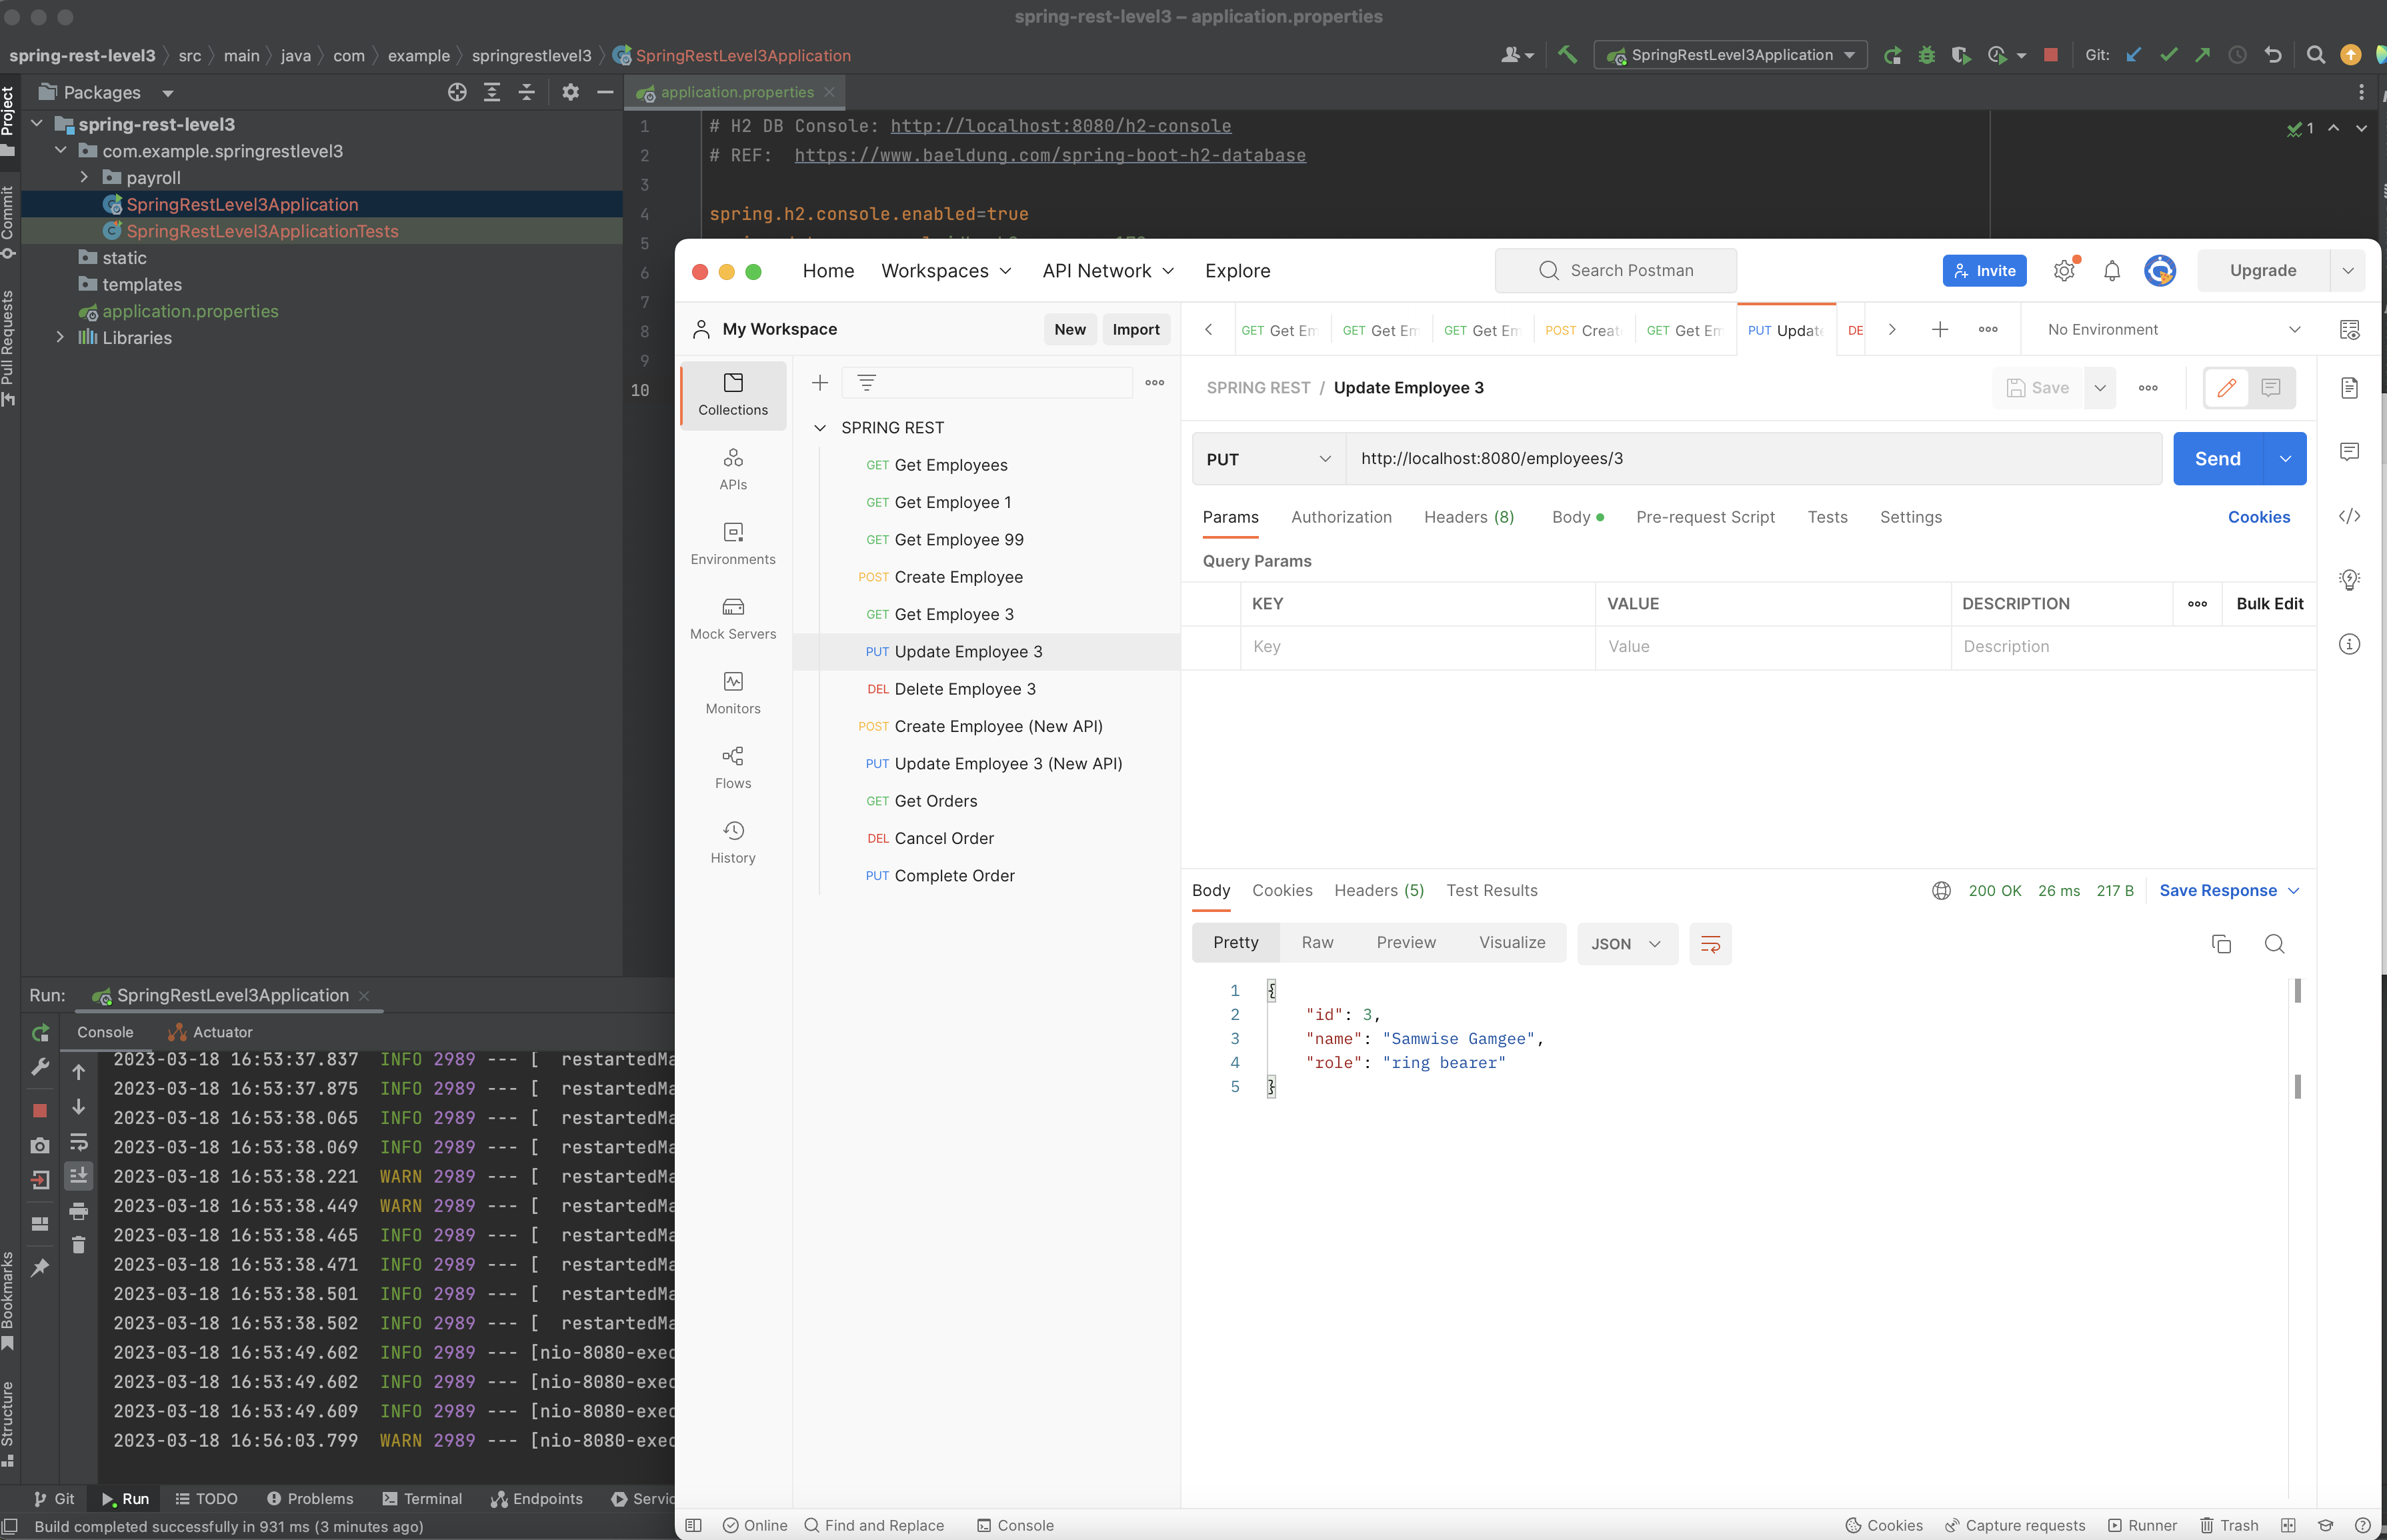 spring-rest-level3 – application.properties
spring-rest-level3 src main java com example springrestlevel3 SpringRestLevel3Application
SpringRestLevel3Application
Git:
Project
Commit
Pull Requests
Bookmarks
Structure
Packages
application.properties
spring-rest-level3
com.example.springrestlevel3
payroll
SpringRestLevel3Application
SpringRestLevel3ApplicationTests
static
templates
application.properties
Libraries
1 # H2 DB Console: http://localhost:8080/h2-console
2 # REF: https://www.baeldung.com/spring-boot-h2-database
3
4 spring.h2.console.enabled=true
5
6
7
8
9
10
1
Home Workspaces API Network Explore
Search Postman
Invite
Upgrade
My Workspace
New Import
GET Get Em
GET Get Em
GET Get Em
POST Creat
GET Get Em
PUT Updat
DE
No Environment
Collections
APIs
Environments
Mock Servers
Monitors
Flows
History
SPRING REST
GET Get Employees
GET Get Employee 1
GET Get Employee 99
POST Create Employee
GET Get Employee 3
PUT Update Employee 3
DEL Delete Employee 3
POST Create Employee (New API)
PUT Update Employee 3 (New API)
GET Get Orders
DEL Cancel Order
PUT Complete Order
SPRING REST / Update Employee 3
Save
PUT http://localhost:8080/employees/3
Send
Params Authorization Headers (8) Body Pre-request Script Tests Settings
Cookies
Query Params
KEY VALUE DESCRIPTION Bulk Edit
Key Value Description
Body Cookies Headers (5) Test Results
200 OK 26 ms 217 B Save Response
Pretty Raw Preview Visualize JSON
1 {
2 "id": 3,
3 "name": "Samwise Gamgee",
4 "role": "ring bearer"
5 }
Run: SpringRestLevel3Application
Console Actuator
2023-03-18 16:53:37.837 INFO 2989 --- [ restartedMa
2023-03-18 16:53:37.875 INFO 2989 --- [ restartedMa
2023-03-18 16:53:38.065 INFO 2989 --- [ restartedMa
2023-03-18 16:53:38.069 INFO 2989 --- [ restartedMa
2023-03-18 16:53:38.221 WARN 2989 --- [ restartedMa
2023-03-18 16:53:38.449 WARN 2989 --- [ restartedMa
2023-03-18 16:53:38.465 INFO 2989 --- [ restartedMa
2023-03-18 16:53:38.471 INFO 2989 --- [ restartedMa
2023-03-18 16:53:38.501 INFO 2989 --- [ restartedMa
2023-03-18 16:53:38.502 INFO 2989 --- [ restartedMa
2023-03-18 16:53:49.602 INFO 2989 --- [nio-8080-exec
2023-03-18 16:53:49.602 INFO 2989 --- [nio-8080-exec
2023-03-18 16:53:49.609 INFO 2989 --- [nio-8080-exec
2023-03-18 16:56:03.799 WARN 2989 --- [nio-8080-exec
Git Run TODO Problems Terminal Endpoints Servic
Build completed successfully in 931 ms (3 minutes ago)
Online Find and Replace Console
Cookies Capture requests Runner Trash